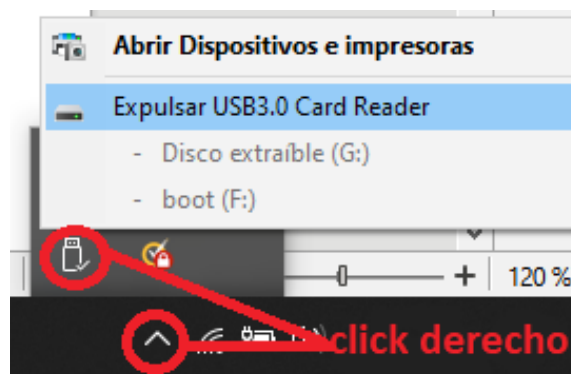 Abrir Dispositivos e impresoras
Expulsar USB3.0 Card Reader
- Disco extraíble (G:)
- boot (F:)
120 %
click derecho